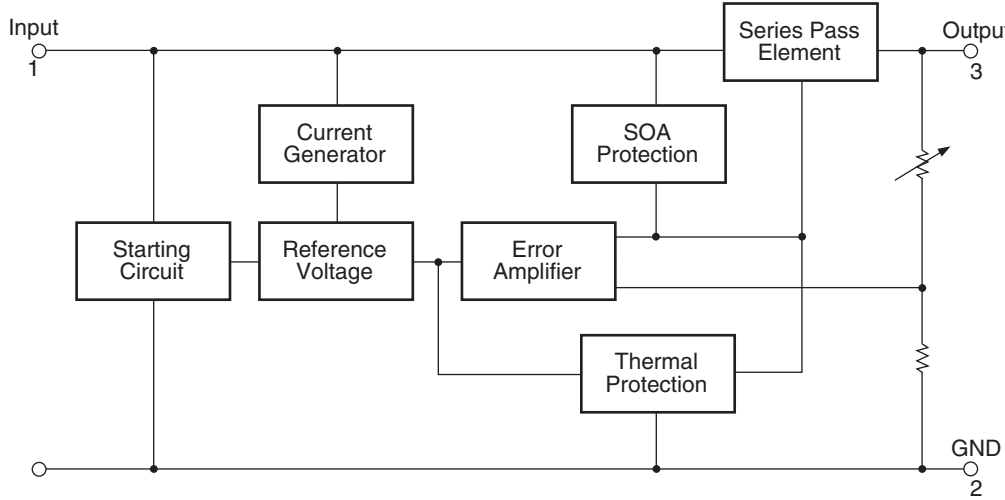 Input
1
Series Pass
Element
Output
3
Current
Generator
SOA
Protection
Starting
Circuit
Reference
Voltage
Error
Amplifier
Thermal
Protection
GND
2